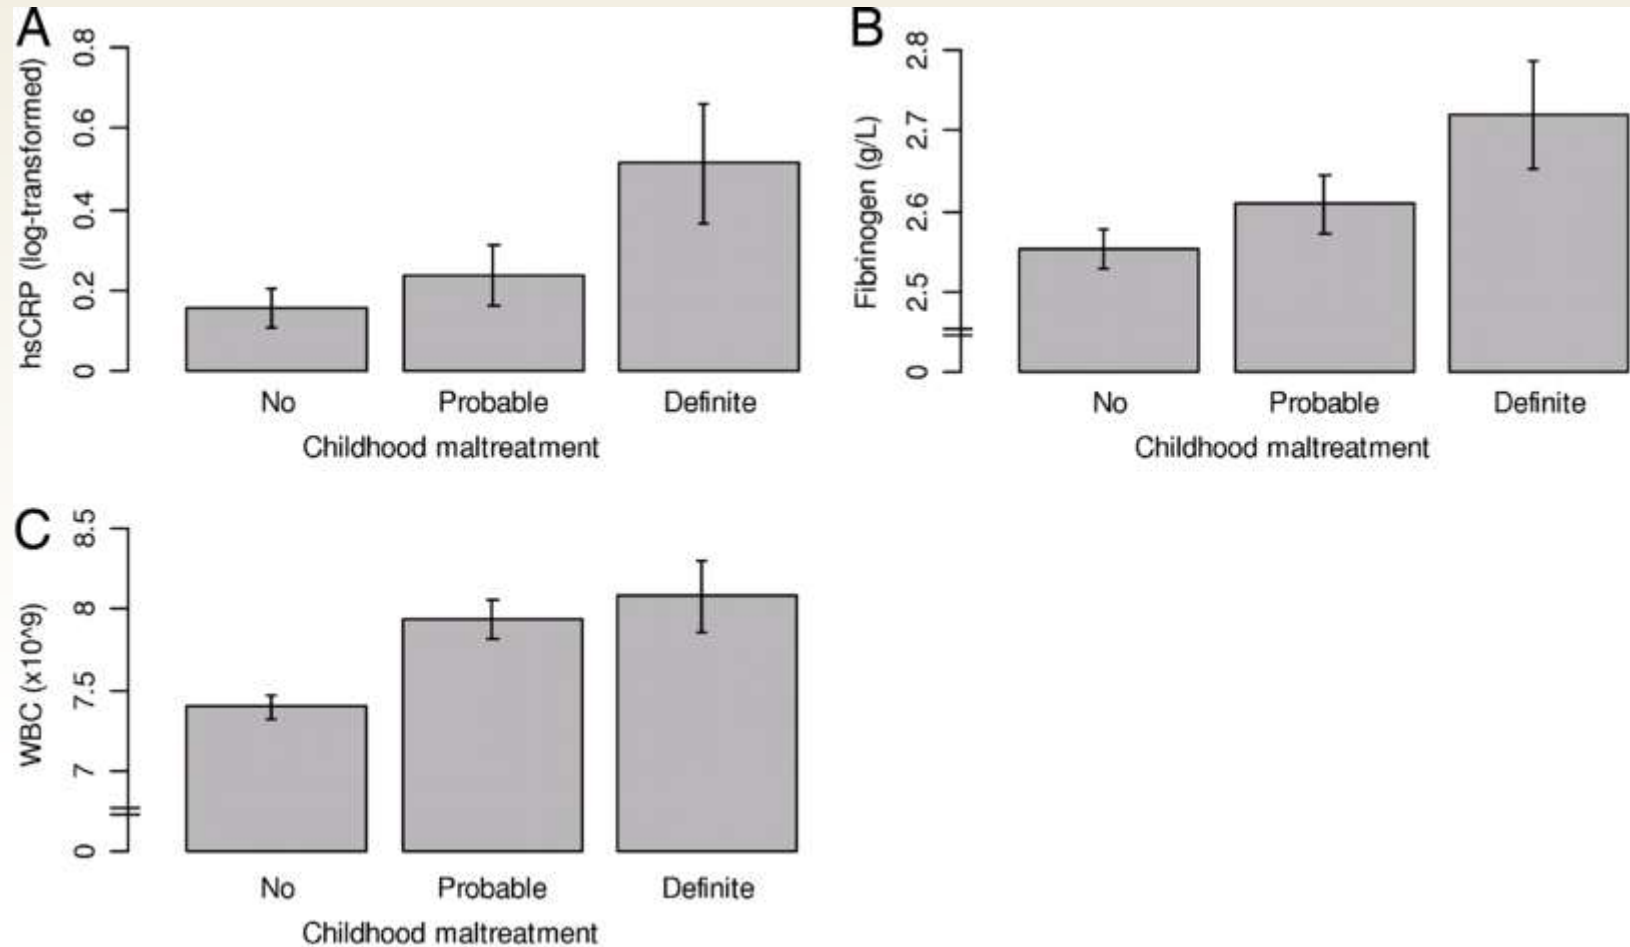 A
hsCRP (log-transformed)
0.8
0.6
0.4
0.2
0
No Probable Definite
Childhood maltreatment
B
Fibrinogen (g/L)
2.8
2.7
2.6
2.5
0
No Probable Definite
Childhood maltreatment
C
WBC (x10^9)
8.5
8
7.5
7
0
No Probable Definite
Childhood maltreatment